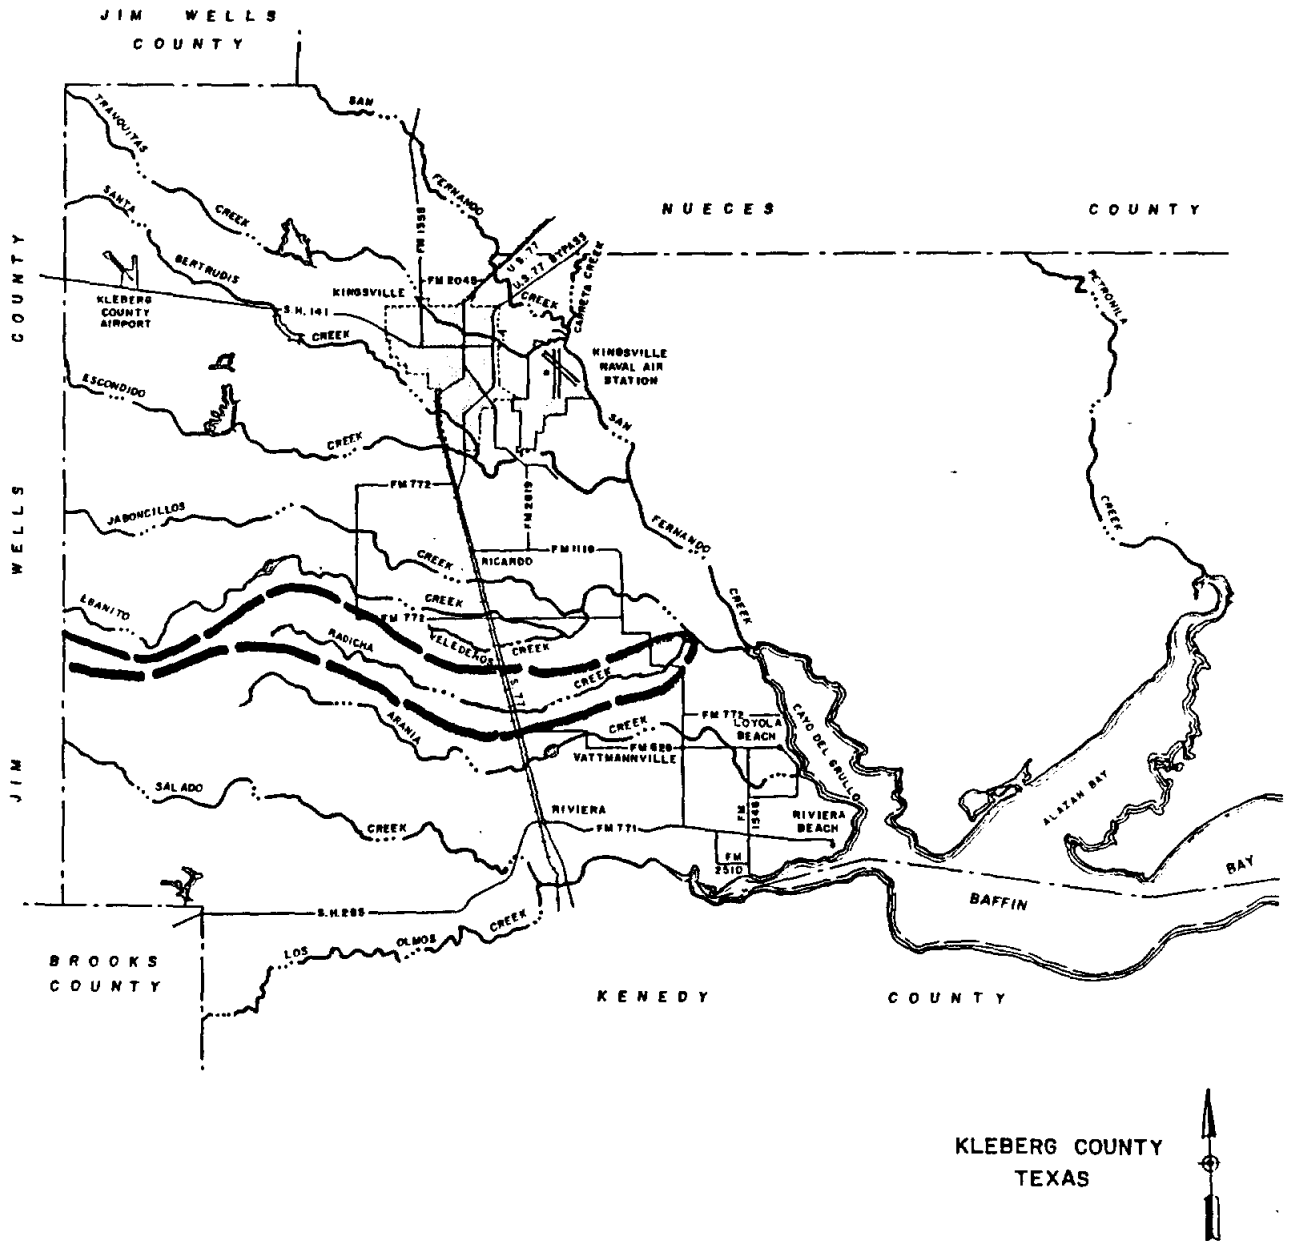 JIM WELLS
COUNTY
SAN
TRANQUITAS
FERNANDO
SANTA
CREEK
NUECES
COUNTY
FM 1355
U.S. 77
U.S. 77 BYPASS
BERTRUDIS
CARRETA CREEK
PETRONILA
FM 2045
KINGSVILLE
CREEK
KLEBERG
COUNTY
AIRPORT
S.H. 141
CREEK
KINGSVILLE
NAVAL AIR
STATION
ESCONDIDO
SAN
CREEK
JIM WELLS COUNTY
FM 772
FM 2619
CREEK
JABONCILLOS
FERNANDO
CREEK
RICARDO
FM 1118
EBANITO
CREEK
CREEK
FM 772
RADICHA
VELEDEROS
CREEK
CREEK
U.S. 77
ARANIA
CREEK
FM 772
LOYOLA
BEACH
CAYO DEL GRULLO
FM 628
VATTMANNVILLE
SALADO
ALAZAN BAY
RIVIERA
FM 1546
RIVIERA
BEACH
CREEK
FM 771
FM
2510
BAFFIN
BAY
S.H. 285
LOS
OLMOS
CREEK
BROOKS
COUNTY
KENEDY
COUNTY
KLEBERG COUNTY
TEXAS